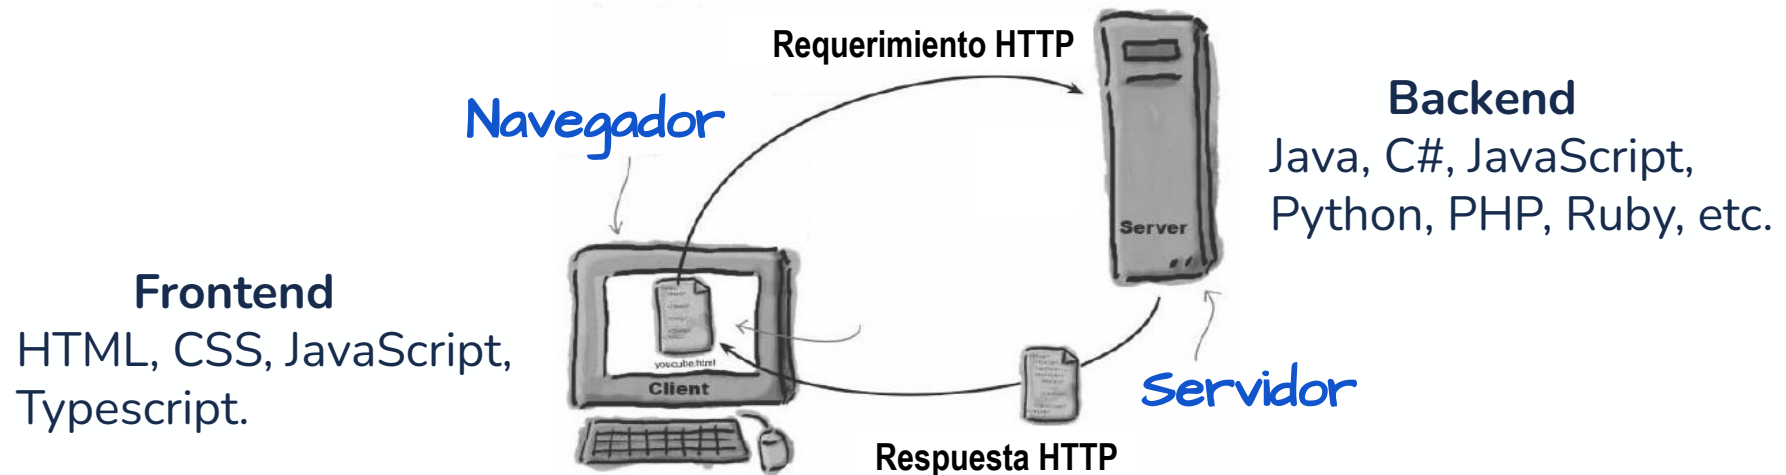 Requerimiento HTTP
Navegador
Backend
Java, C#, JavaScript,
Python, PHP, Ruby, etc.
Server
Frontend
HTML, CSS, JavaScript,
Typescript.
youcube.html
Client
Servidor
Respuesta HTTP